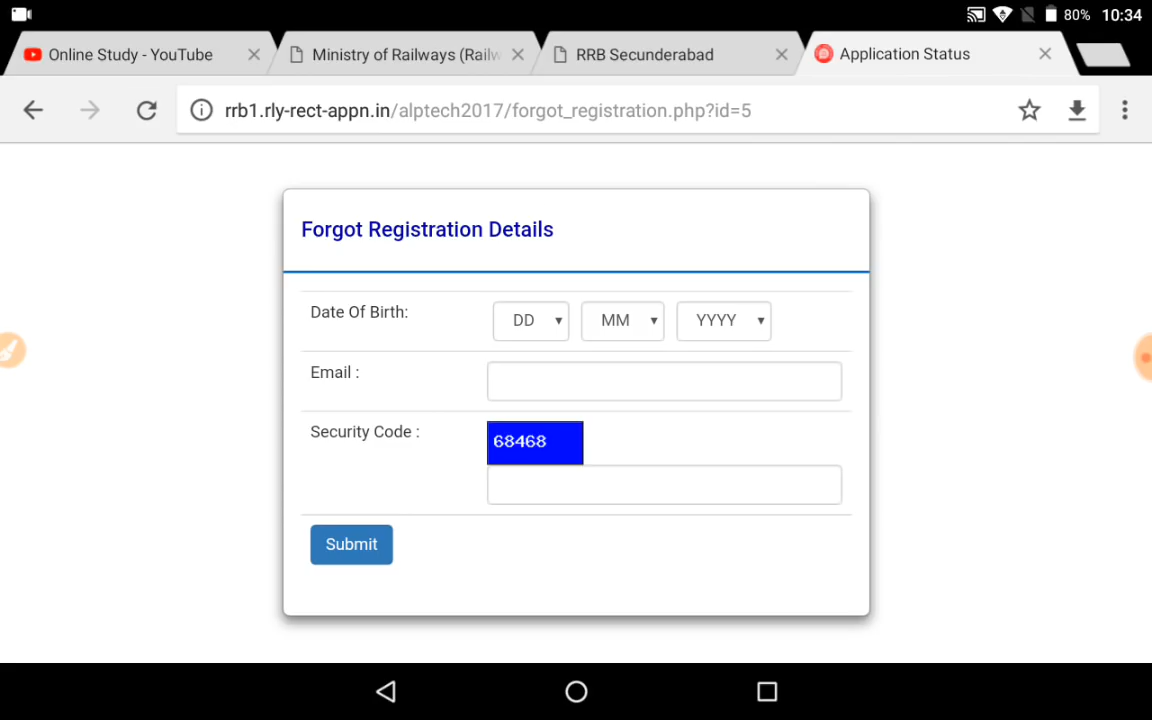 80% 10:34
Online Study - YouTube
Ministry of Railways (Railw
RRB Secunderabad
Application Status
rrb1.rly-rect-appn.in/alptech2017/forgot_registration.php?id=5
Forgot Registration Details
Date Of Birth: DD MM YYYY
Email :
Security Code : 68468
Submit